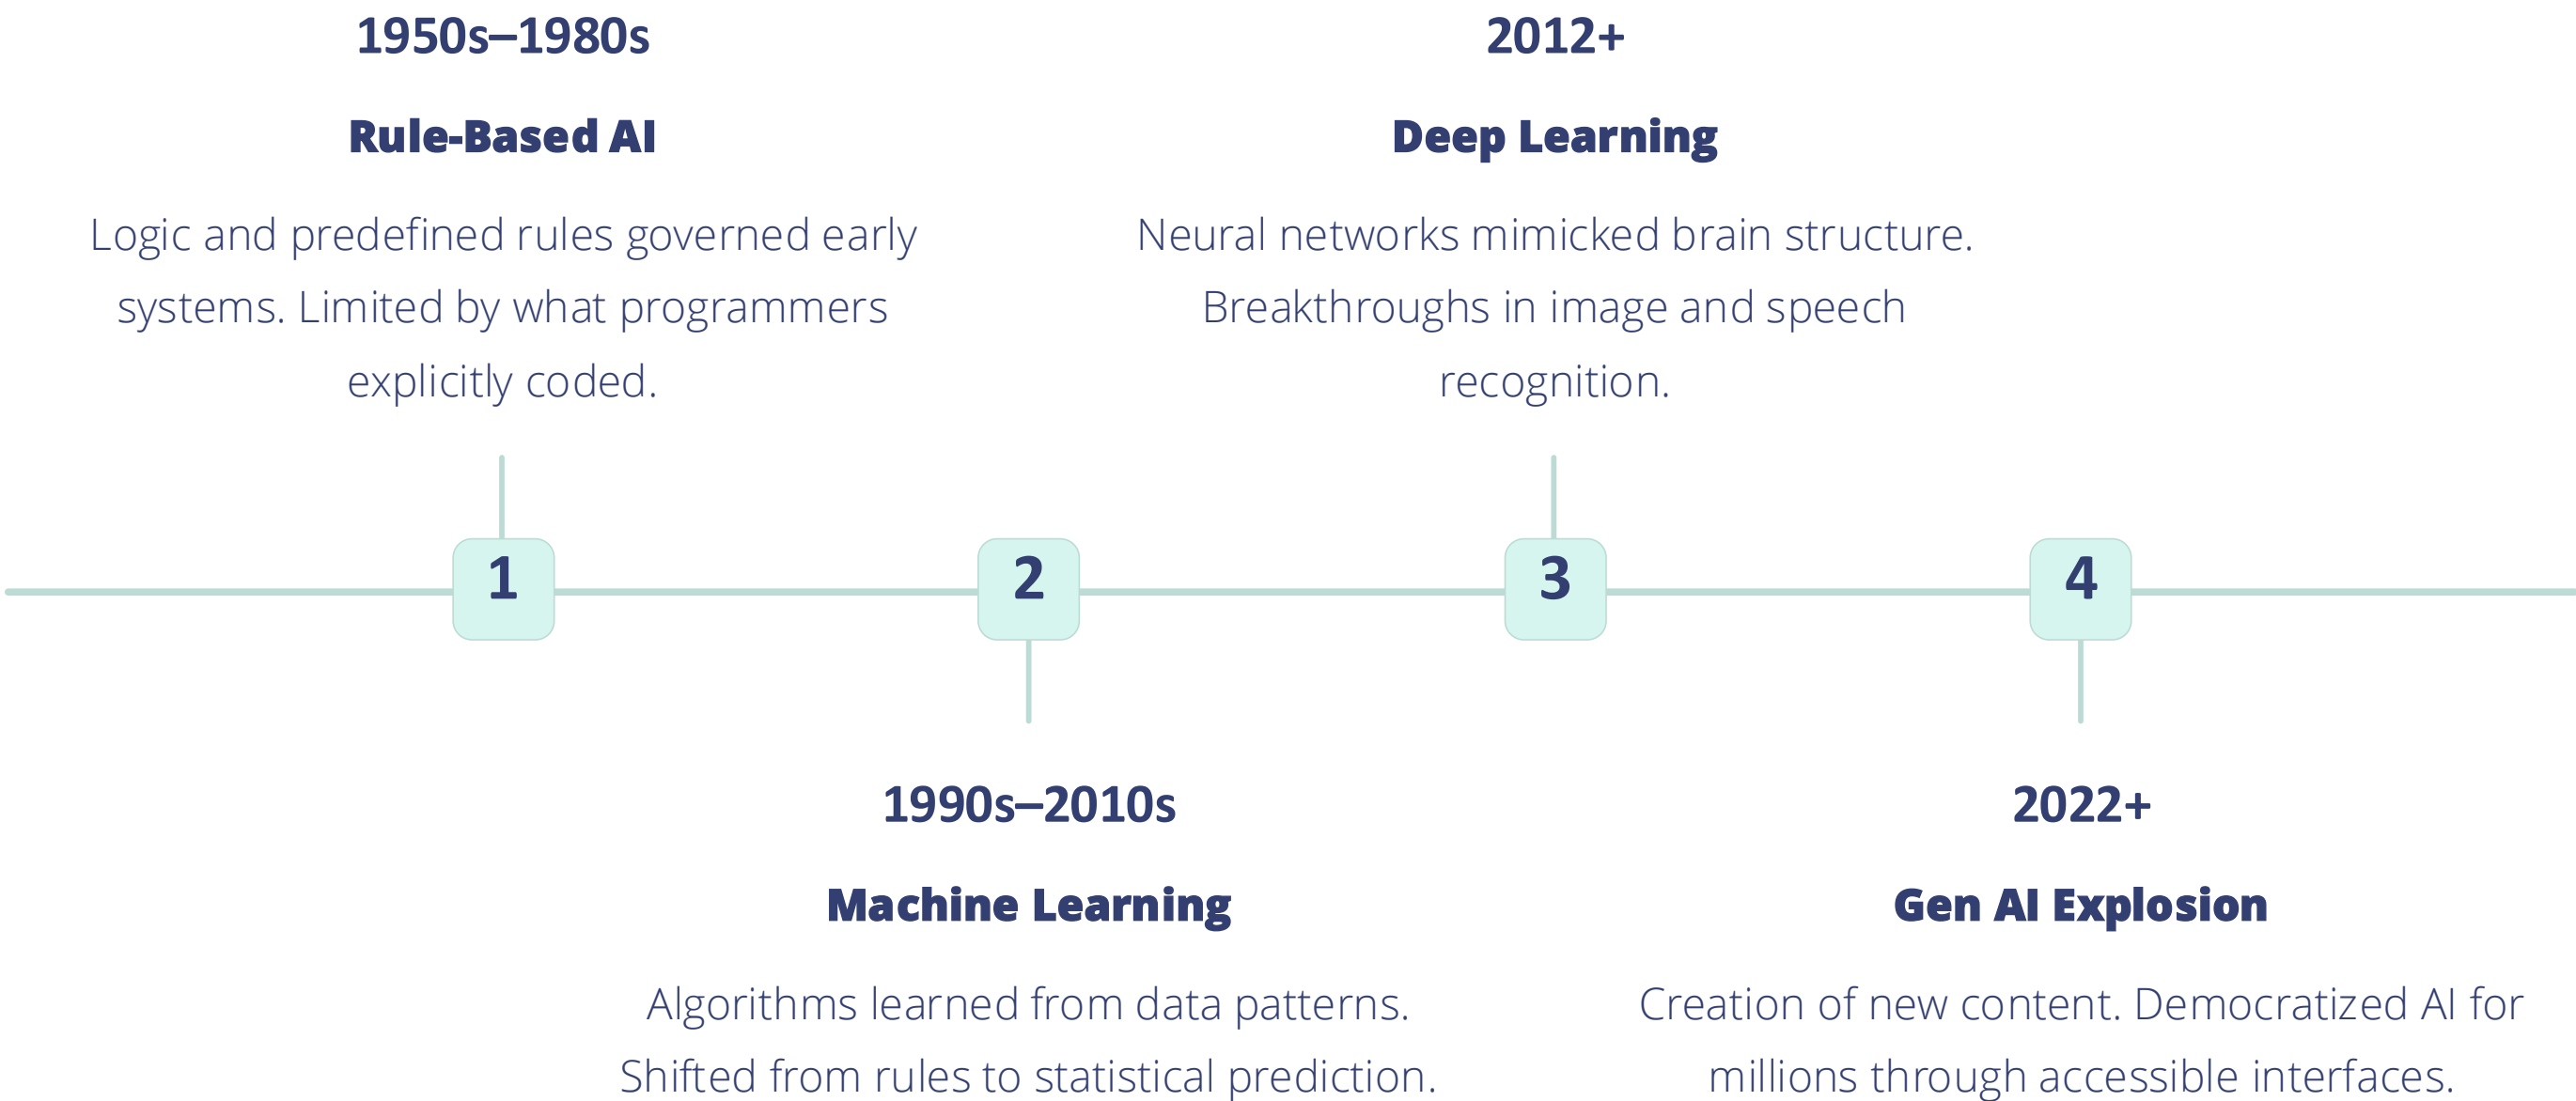 1950s–1980s
Rule-Based AI
Logic and predefined rules governed early
systems. Limited by what programmers
explicitly coded.
1
2
1990s–2010s
Machine Learning
Algorithms learned from data patterns.
Shifted from rules to statistical prediction.
2012+
Deep Learning
Neural networks mimicked brain structure.
Breakthroughs in image and speech
recognition.
3
4
2022+
Gen AI Explosion
Creation of new content. Democratized AI for
millions through accessible interfaces.